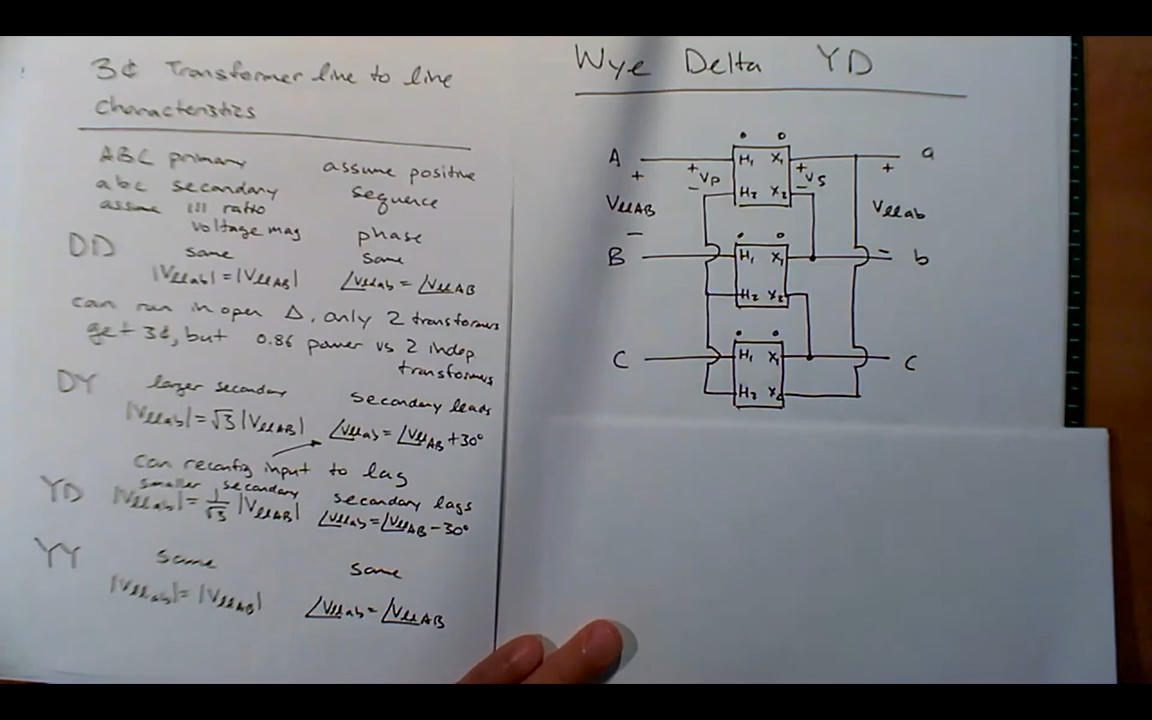 3¢ Transformer line to line
Characteristics
ABC primary
abc secondary
assume 1:1 ratio
assume positive
sequence
voltage mag
phase
DD
same
same
|Vllab| = |VllAB|
∠Vllab = ∠VllAB
can run in open Δ, only 2 transformers
get 3¢, but 0.86 power vs 2 indep
transformers
DY
larger secondary
secondary leads
|Vllab| = √3 |VllAB|
∠Vllab = ∠VllAB + 30°
can reconfig input to lag
YD
smaller secondary
secondary lags
|Vllab| = 1/√3 |VllAB|
∠Vllab = ∠VllAB - 30°
YY
same
same
|Vllab| = |VllAB|
∠Vllab = ∠VllAB
Wye Delta YD
A
H1 X1
a
+
+ Vp -
+ Vs -
+
H2 X2
VllAB
Vllab
-
-
B
H1 X1
b
H2 X2
C
H1 X1
C
H2 X2